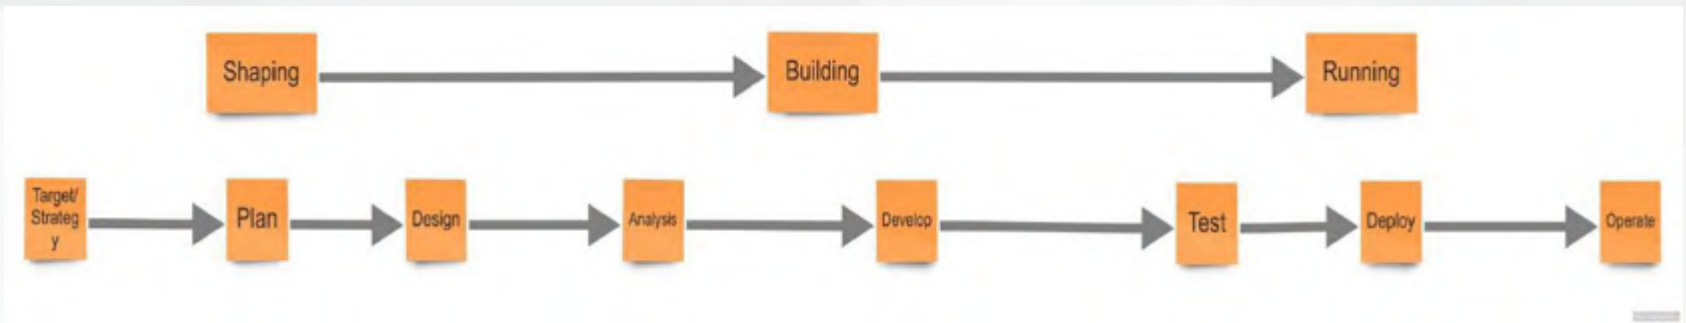 Shaping
Building
Running
Target/
Strateg
y
Plan
Design
Analysis
Develop
Test
Deploy
Operate